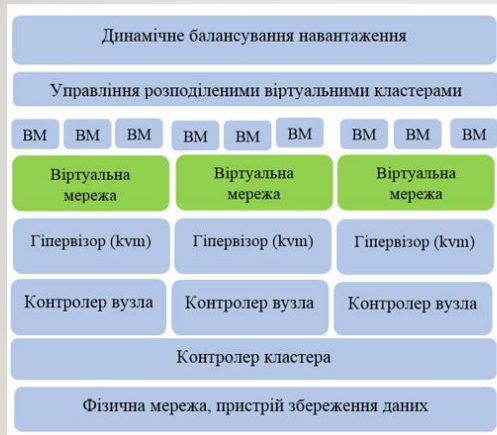 Динамічне балансування навантаження
Управління розподіленими віртуальними кластерами
ВМ ВМ ВМ ВМ ВМ ВМ ВМ ВМ ВМ
Віртуальна мережа Віртуальна мережа Віртуальна мережа
Гіпервізор (kvm) Гіпервізор (kvm) Гіпервізор (kvm)
Контролер вузла Контролер вузла Контролер вузла
Контролер кластера
Фізична мережа, пристрій збереження даних